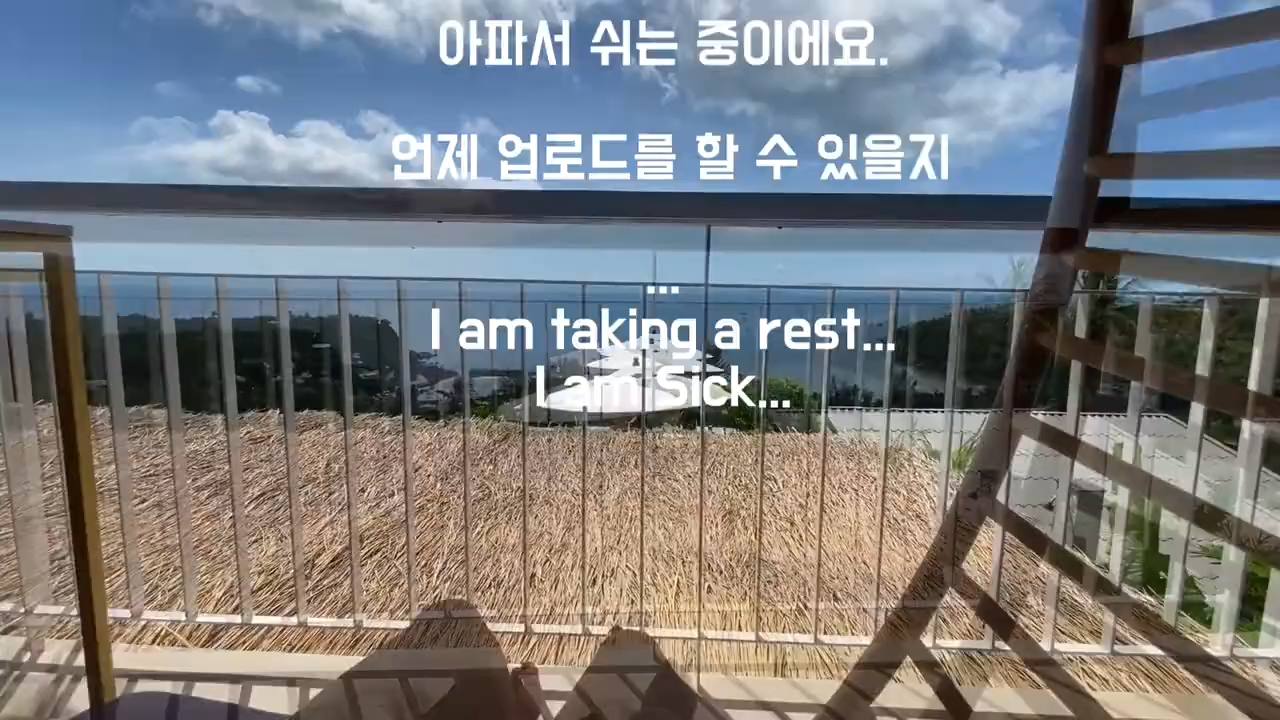 아파서 쉬는 중이에요.
언제 업로드를 할 수 있을지
...
I am taking a rest...
I am Sick...